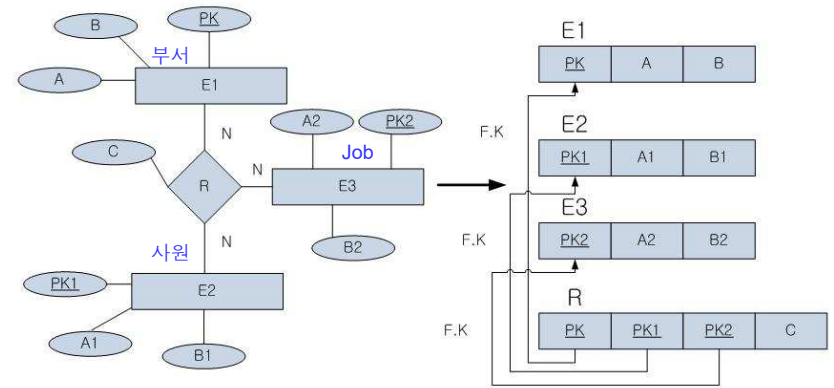 B
PK
부서
A
E1
N
C
R
N
A2
PK2
Job
E3
B2
N
사원
PK1
E2
A1
B1
E1
PK A B
F.K
E2
PK1 A1 B1
F.K
E3
PK2 A2 B2
F.K
R
PK PK1 PK2 C